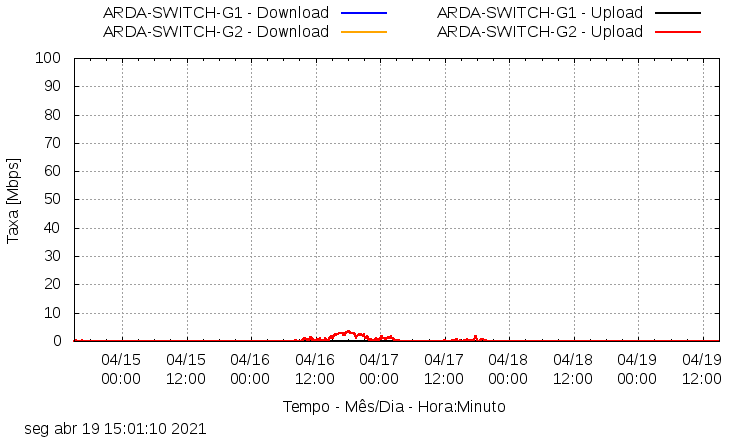 ARDA-SWITCH-G1 - Download ARDA-SWITCH-G1 - Upload
ARDA-SWITCH-G2 - Download ARDA-SWITCH-G2 - Upload
Taxa [Mbps]
100
90
80
70
60
50
40
30
20
10
0
04/15 04/15 04/16 04/16 04/17 04/17 04/18 04/18 04/19 04/19
00:00 12:00 00:00 12:00 00:00 12:00 00:00 12:00 00:00 12:00
Tempo - Mês/Dia - Hora:Minuto
seg abr 19 15:01:10 2021